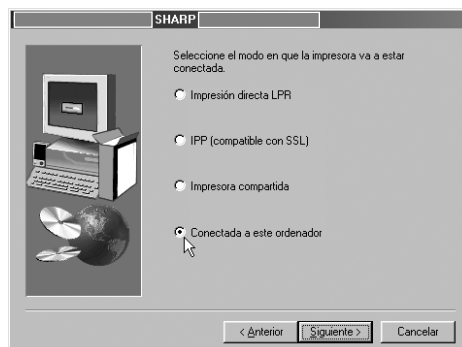 SHARP
Seleccione el modo en que la impresora va a estar
conectada.
Impresión directa LPR
IPP (compatible con SSL)
Impresora compartida
Conectada a este ordenador
< Anterior Siguiente > Cancelar